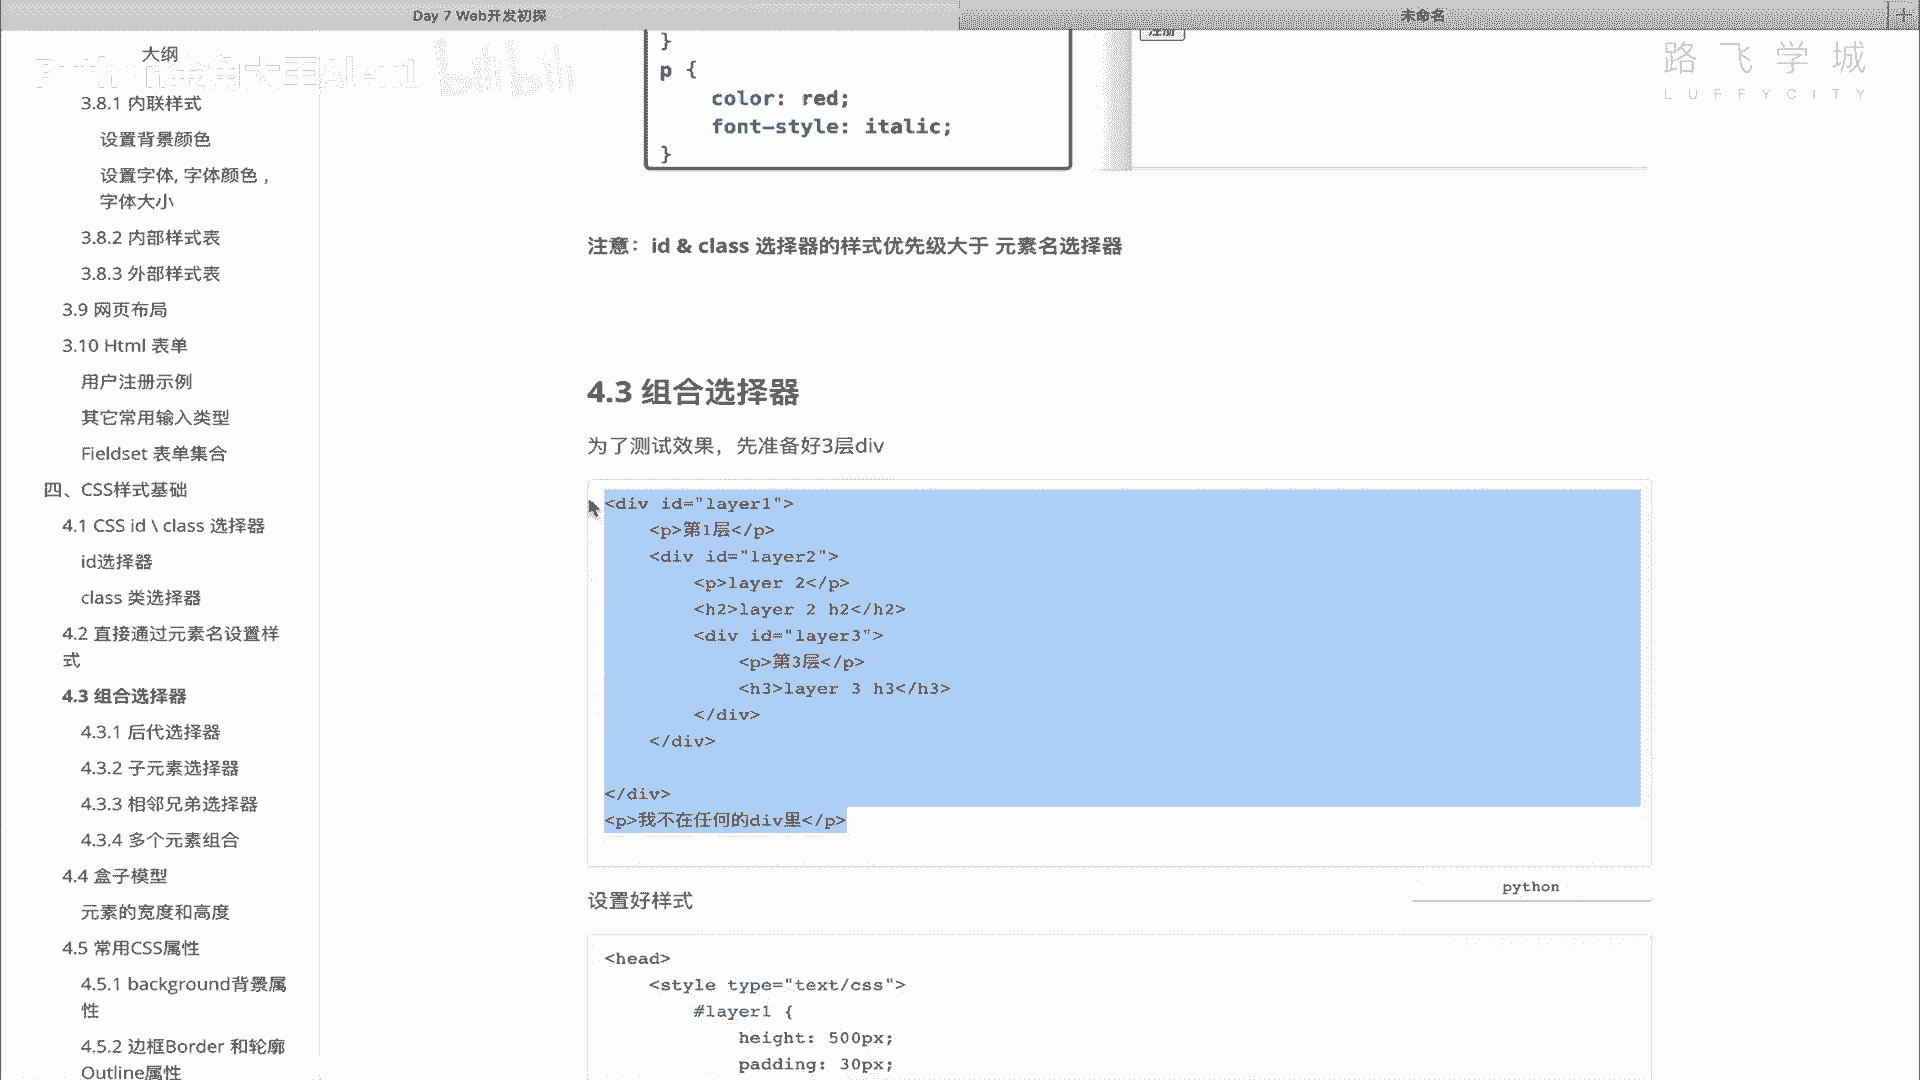 Day 7 Web开发初探
未命名
大纲
3.8.1 内联样式
设置背景颜色
设置字体, 字体颜色 ,
字体大小
3.8.2 内部样式表
3.8.3 外部样式表
3.9 网页布局
3.10 Html 表单
用户注册示例
其它常用输入类型
Fieldset 表单集合
四、CSS样式基础
4.1 CSS id \ class 选择器
id选择器
class 类选择器
4.2 直接通过元素名设置样
式
4.3 组合选择器
4.3.1 后代选择器
4.3.2 子元素选择器
4.3.3 相邻兄弟选择器
4.3.4 多个元素组合
4.4 盒子模型
元素的宽度和高度
4.5 常用CSS属性
4.5.1 background背景属
性
4.5.2 边框Border 和轮廓
Outline属性
}
p {
color: red;
font-style: italic;
}
注册
路飞学城
LUFFYCITY
注意：id & class 选择器的样式优先级大于 元素名选择器
4.3 组合选择器
为了测试效果，先准备好3层div
<div id="layer1">
<p>第1层</p>
<div id="layer2">
<p>layer 2</p>
<h2>layer 2 h2</h2>
<div id="layer3">
<p>第3层</p>
<h3>layer 3 h3</h3>
</div>
</div>
</div>
<p>我不在任何的div里</p>
python
设置好样式
<head>
<style type="text/css">
#layer1 {
height: 500px;
padding: 30px;